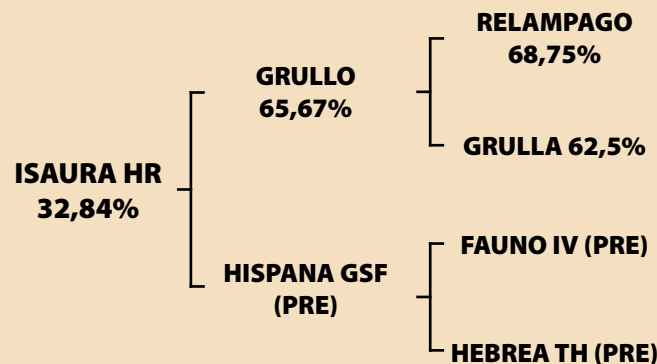 ISAURA HR
32,84%
GRULLO
65,67%
HISPANA GSF
(PRE)
RELAMPAGO
68,75%
GRULLA 62,5%
FAUNO IV (PRE)
HEBREA TH (PRE)